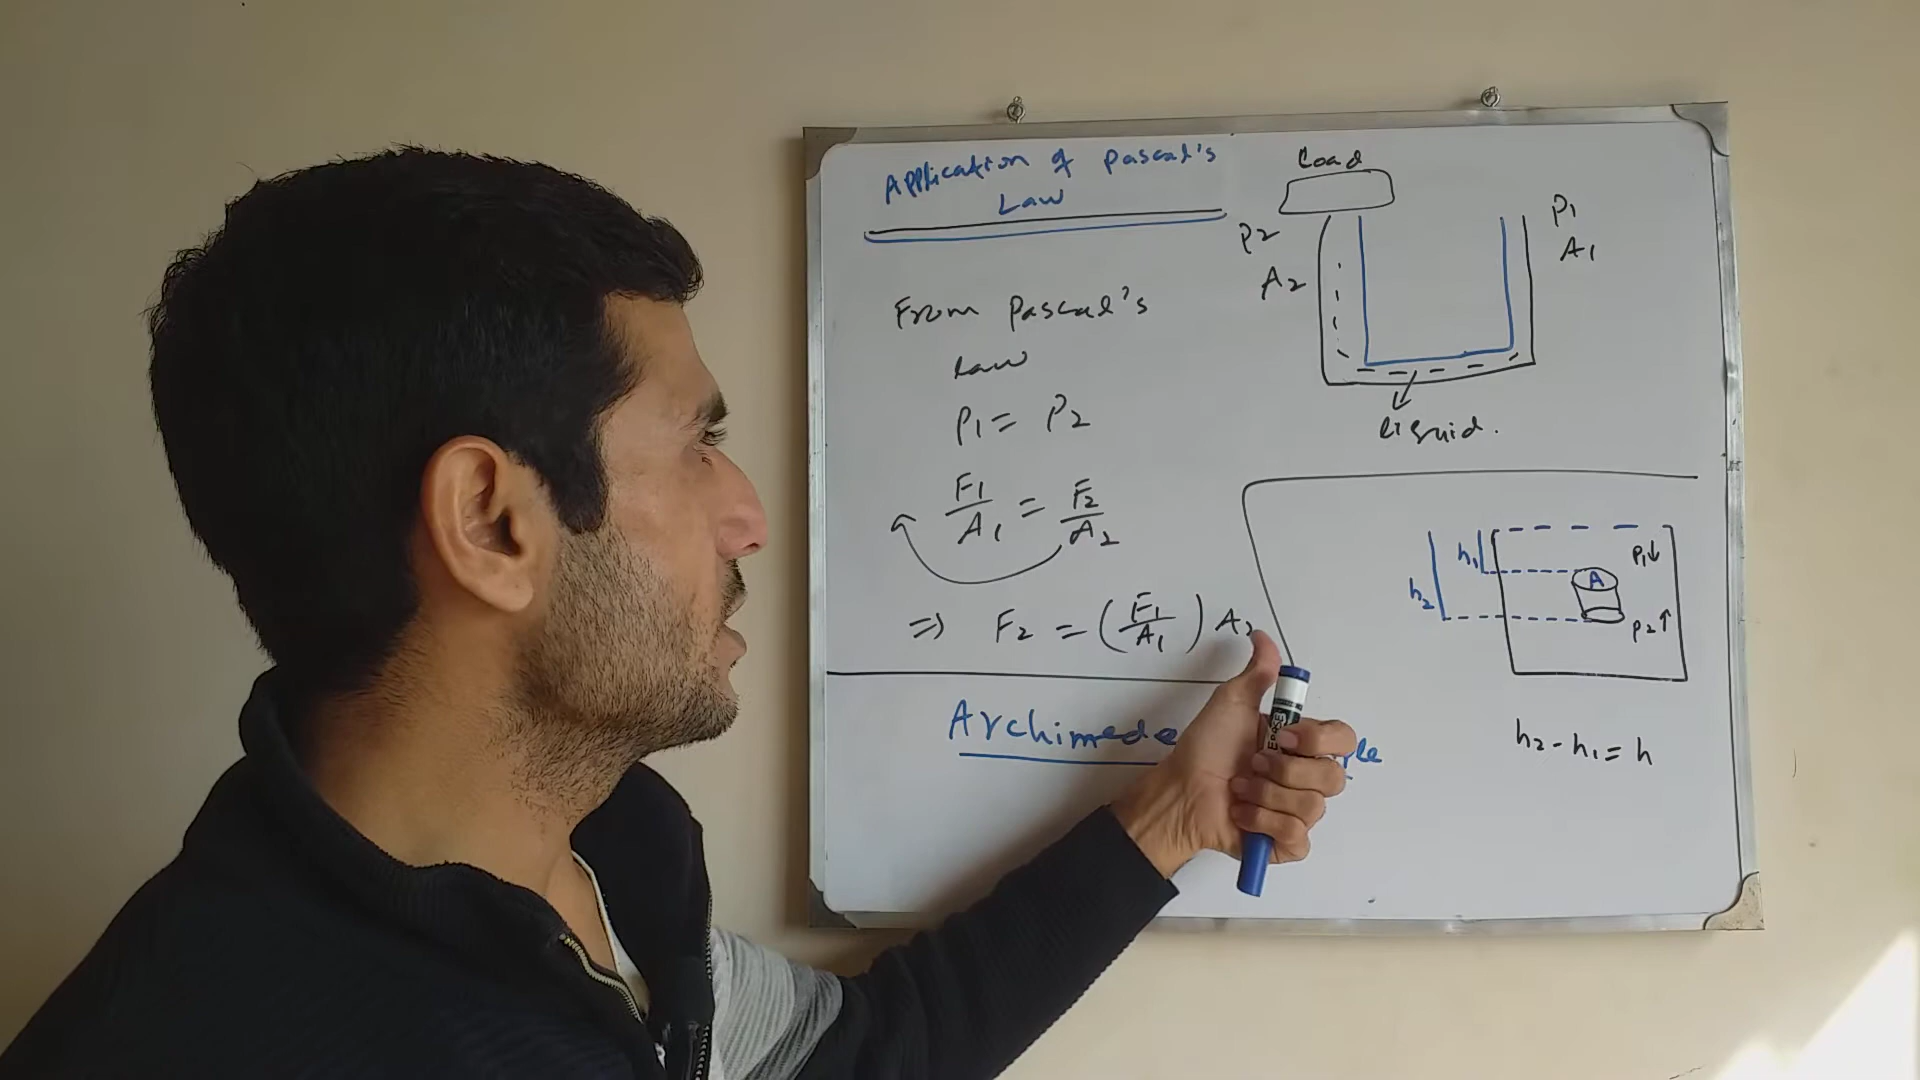 Application of Pascal's
Law
From Pascal's
law
P1 = P2
F1/A1 = F2/A2
⇒ F2 = (F1/A1) A2
Load
P2
A2
P1
A1
liquid.
Archimede
ple
h1
h2
A
P1↓
P2↑
h2 - h1 = h